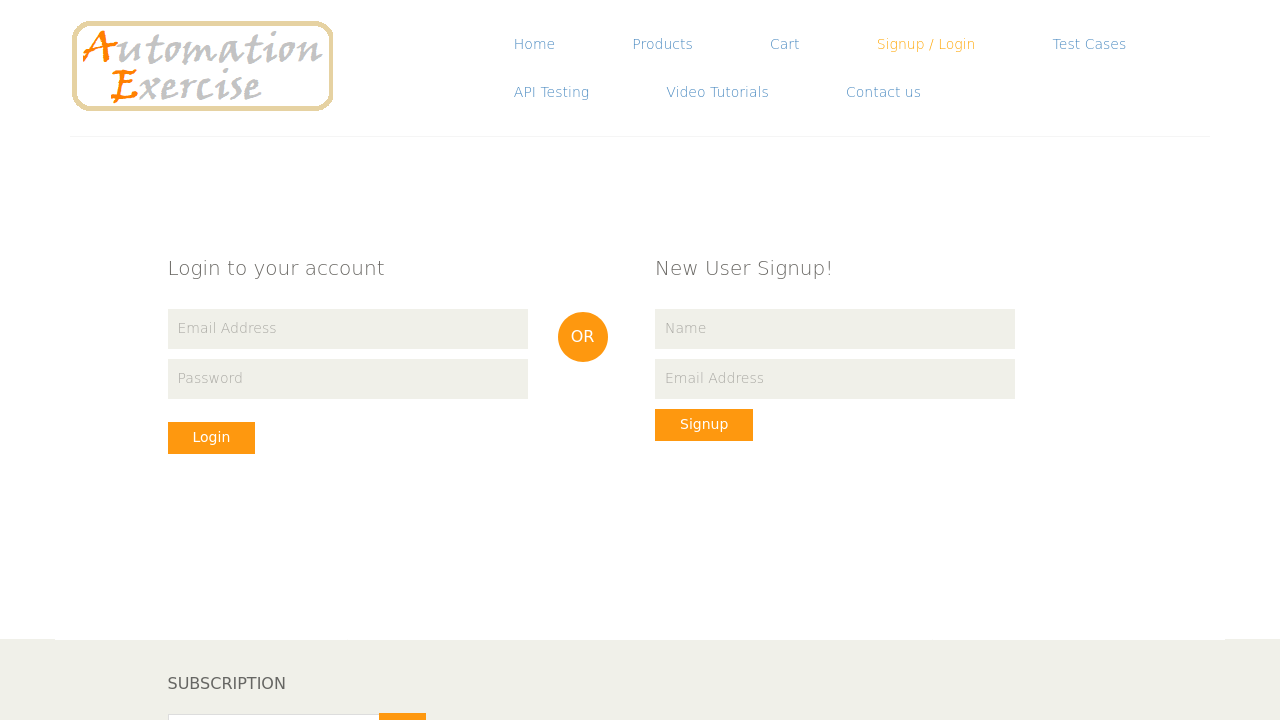 Automation
Exercise
Home
Products
Cart
Signup / Login
Test Cases
API Testing
Video Tutorials
Contact us
Login to your account
Email Address
Password
Login
OR
New User Signup!
Name
Email Address
Signup
SUBSCRIPTION